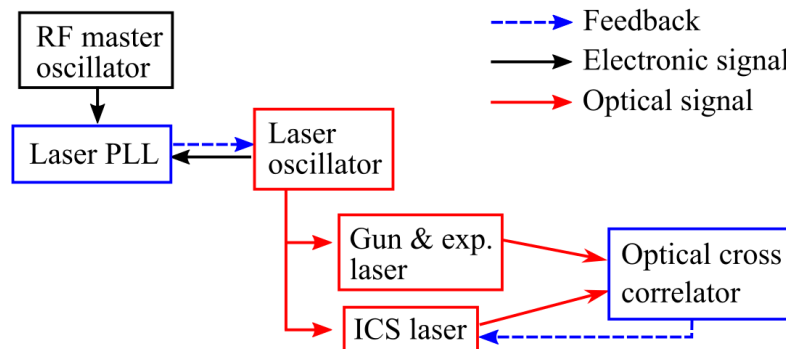 RF master
oscillator
Feedback
Electronic signal
Optical signal
Laser PLL
Laser
oscillator
Gun & exp.
laser
Optical cross
correlator
ICS laser